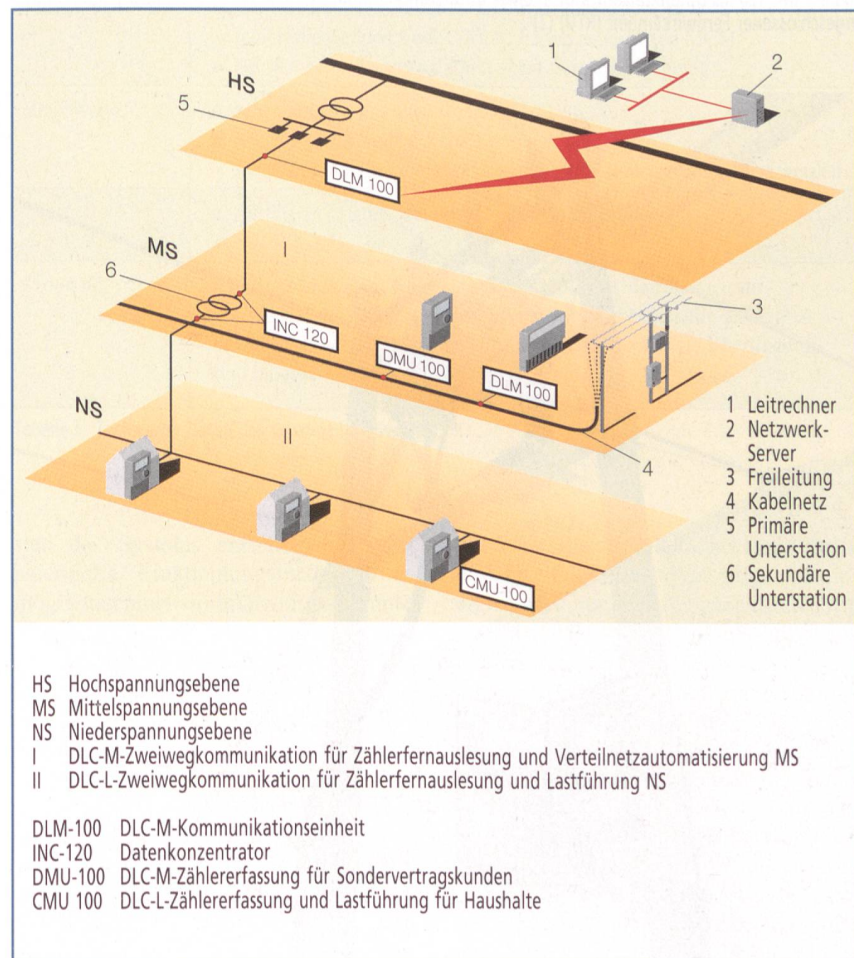 1
2
HS
5
DLM 100
MS
I
6
3
INC 120
DMU 100
DLM 100
NS
II
4
CMU 100
1 Leitrechner
2 Netzwerk-
Server
3 Freileitung
4 Kabelnetz
5 Primäre
Unterstation
6 Sekundäre
Unterstation
HS Hochspannungsebene
MS Mittelspannungsebene
NS Niederspannungsebene
I DLC-M-Zweiwegkommunikation für Zählerfernauslesung und Verteilnetzautomatisierung MS
II DLC-L-Zweiwegkommunikation für Zählerfernauslesung und Lastführung NS
DLM-100 DLC-M-Kommunikationseinheit
INC-120 Datenkonzentrator
DMU-100 DLC-M-Zählererfassung für Sondervertragskunden
CMU 100 DLC-L-Zählererfassung und Lastführung für Haushalte